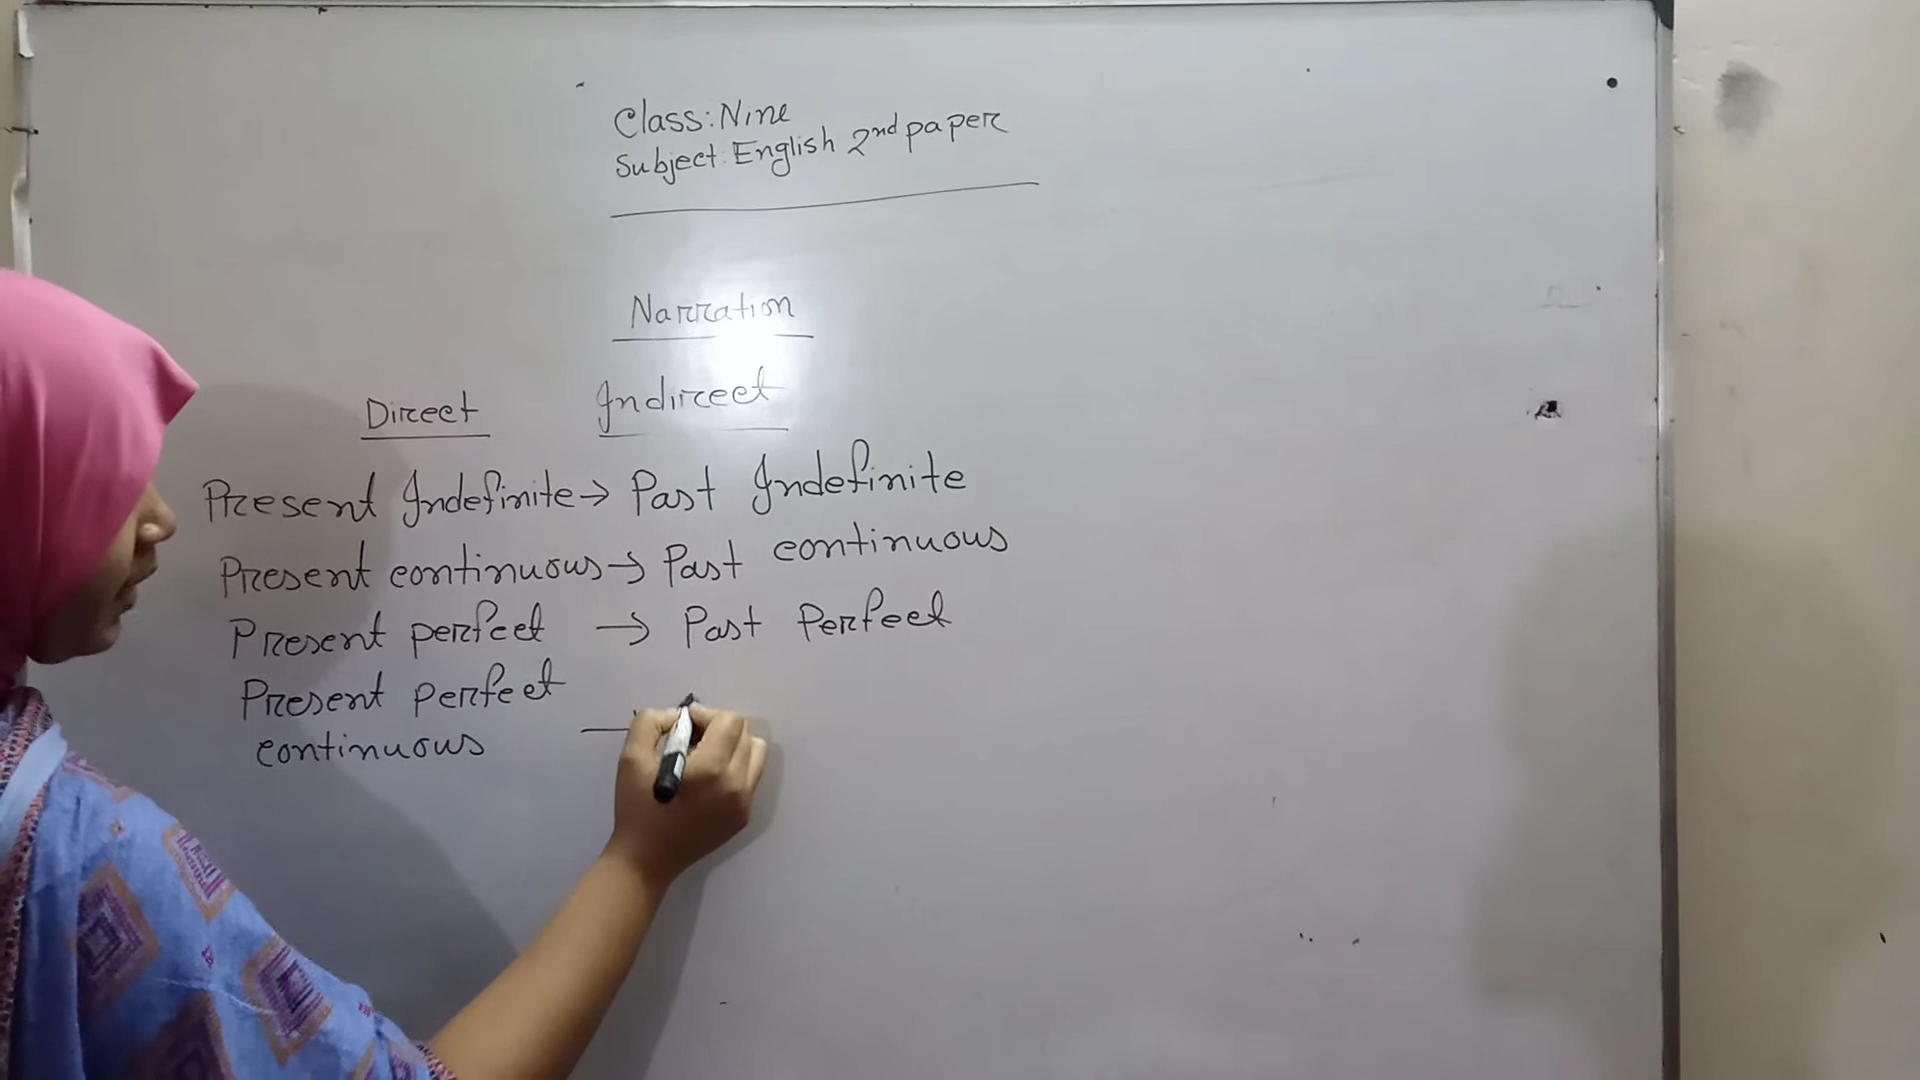 Class: Nine
Subject: English 2nd paper
Narration
Direct Indirect
Present Indefinite → Past Indefinite
Present continuous → Past continuous
Present perfect → Past Perfect
Present perfect
continuous